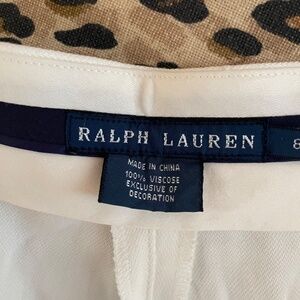 RALPH LAUREN
8
MADE IN CHINA
100% VISCOSE
EXCLUSIVE OF
DECORATION